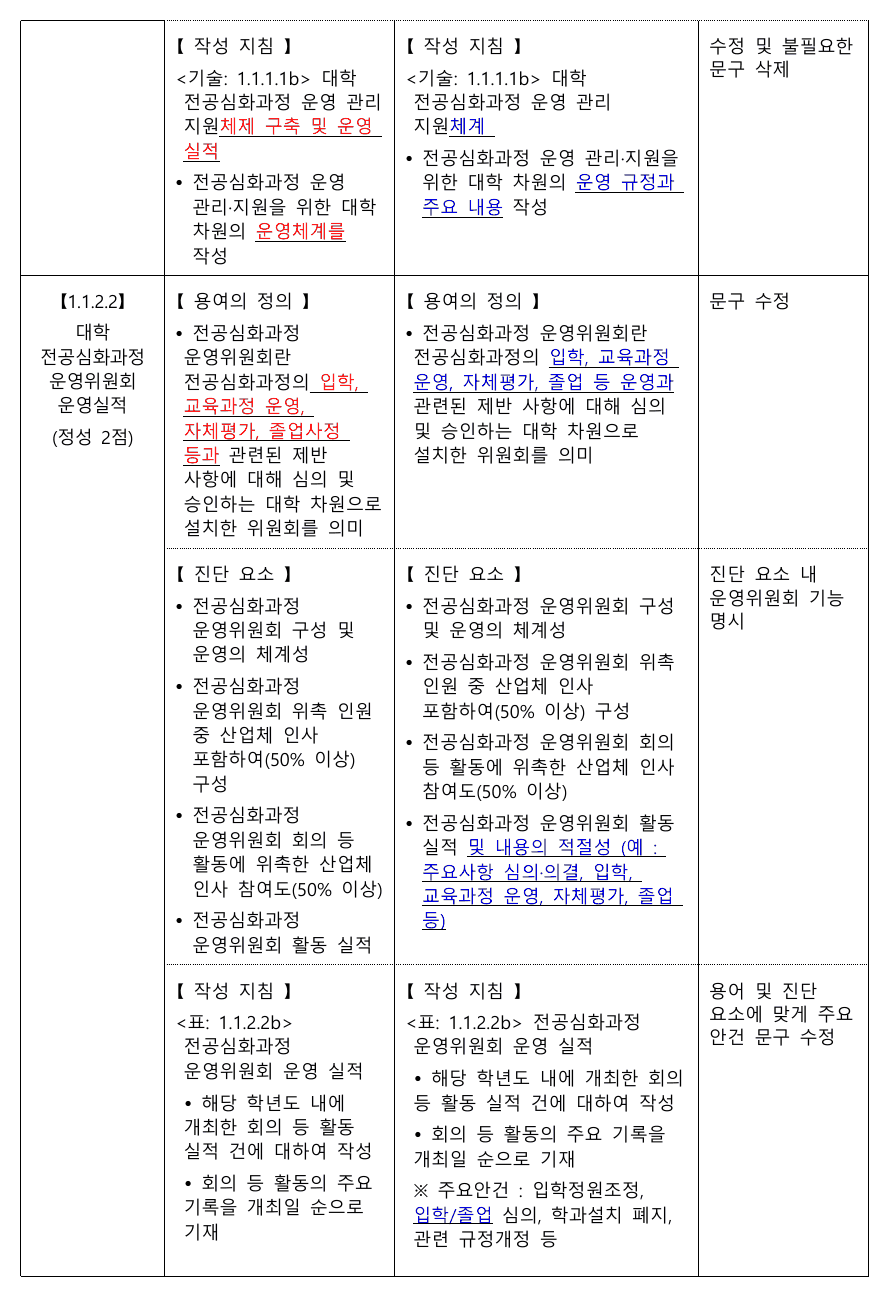 【 작성 지침 】
<기술: 1.1.1.1b> 대학
전공심화과정 운영 관리
지원체제 구축 및 운영
실적
• 전공심화과정 운영
관리·지원을 위한 대학
차원의 운영체계를
작성
【 작성 지침 】
<기술: 1.1.1.1b> 대학
전공심화과정 운영 관리
지원체계
• 전공심화과정 운영 관리·지원을
위한 대학 차원의 운영 규정과
주요 내용 작성
수정 및 불필요한
문구 삭제
【1.1.2.2】
대학
전공심화과정
운영위원회
운영실적
(정성 2점)
【 용여의 정의 】
• 전공심화과정
운영위원회란
전공심화과정의 입학,
교육과정 운영,
자체평가, 졸업사정
등과 관련된 제반
사항에 대해 심의 및
승인하는 대학 차원으로
설치한 위원회를 의미
【 용여의 정의 】
• 전공심화과정 운영위원회란
전공심화과정의 입학, 교육과정
운영, 자체평가, 졸업 등 운영과
관련된 제반 사항에 대해 심의
및 승인하는 대학 차원으로
설치한 위원회를 의미
문구 수정
【 진단 요소 】
• 전공심화과정
운영위원회 구성 및
운영의 체계성
• 전공심화과정
운영위원회 위촉 인원
중 산업체 인사
포함하여(50% 이상)
구성
• 전공심화과정
운영위원회 회의 등
활동에 위촉한 산업체
인사 참여도(50% 이상)
• 전공심화과정
운영위원회 활동 실적
【 진단 요소 】
• 전공심화과정 운영위원회 구성
및 운영의 체계성
• 전공심화과정 운영위원회 위촉
인원 중 산업체 인사
포함하여(50% 이상) 구성
• 전공심화과정 운영위원회 회의
등 활동에 위촉한 산업체 인사
참여도(50% 이상)
• 전공심화과정 운영위원회 활동
실적 및 내용의 적절성 (예 :
주요사항 심의·의결, 입학,
교육과정 운영, 자체평가, 졸업
등)
진단 요소 내
운영위원회 기능
명시
【 작성 지침 】
<표: 1.1.2.2b>
전공심화과정
운영위원회 운영 실적
• 해당 학년도 내에
개최한 회의 등 활동
실적 건에 대하여 작성
• 회의 등 활동의 주요
기록을 개최일 순으로
기재
【 작성 지침 】
<표: 1.1.2.2b> 전공심화과정
운영위원회 운영 실적
• 해당 학년도 내에 개최한 회의
등 활동 실적 건에 대하여 작성
• 회의 등 활동의 주요 기록을
개최일 순으로 기재
※ 주요안건 : 입학정원조정,
입학/졸업 심의, 학과설치 폐지,
관련 규정개정 등
용어 및 진단
요소에 맞게 주요
안건 문구 수정